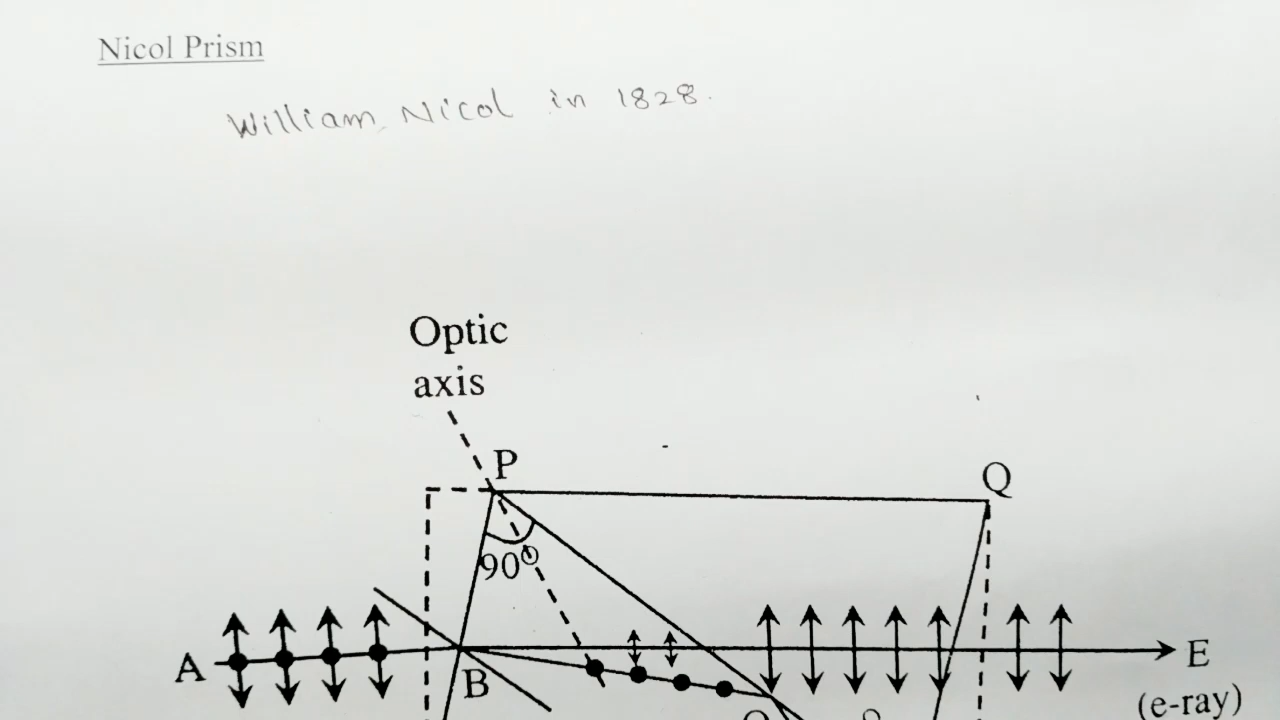 Nicol Prism
William Nicol in 1828.
Optic
axis
P
Q
90°
A
B
E
(e-ray)